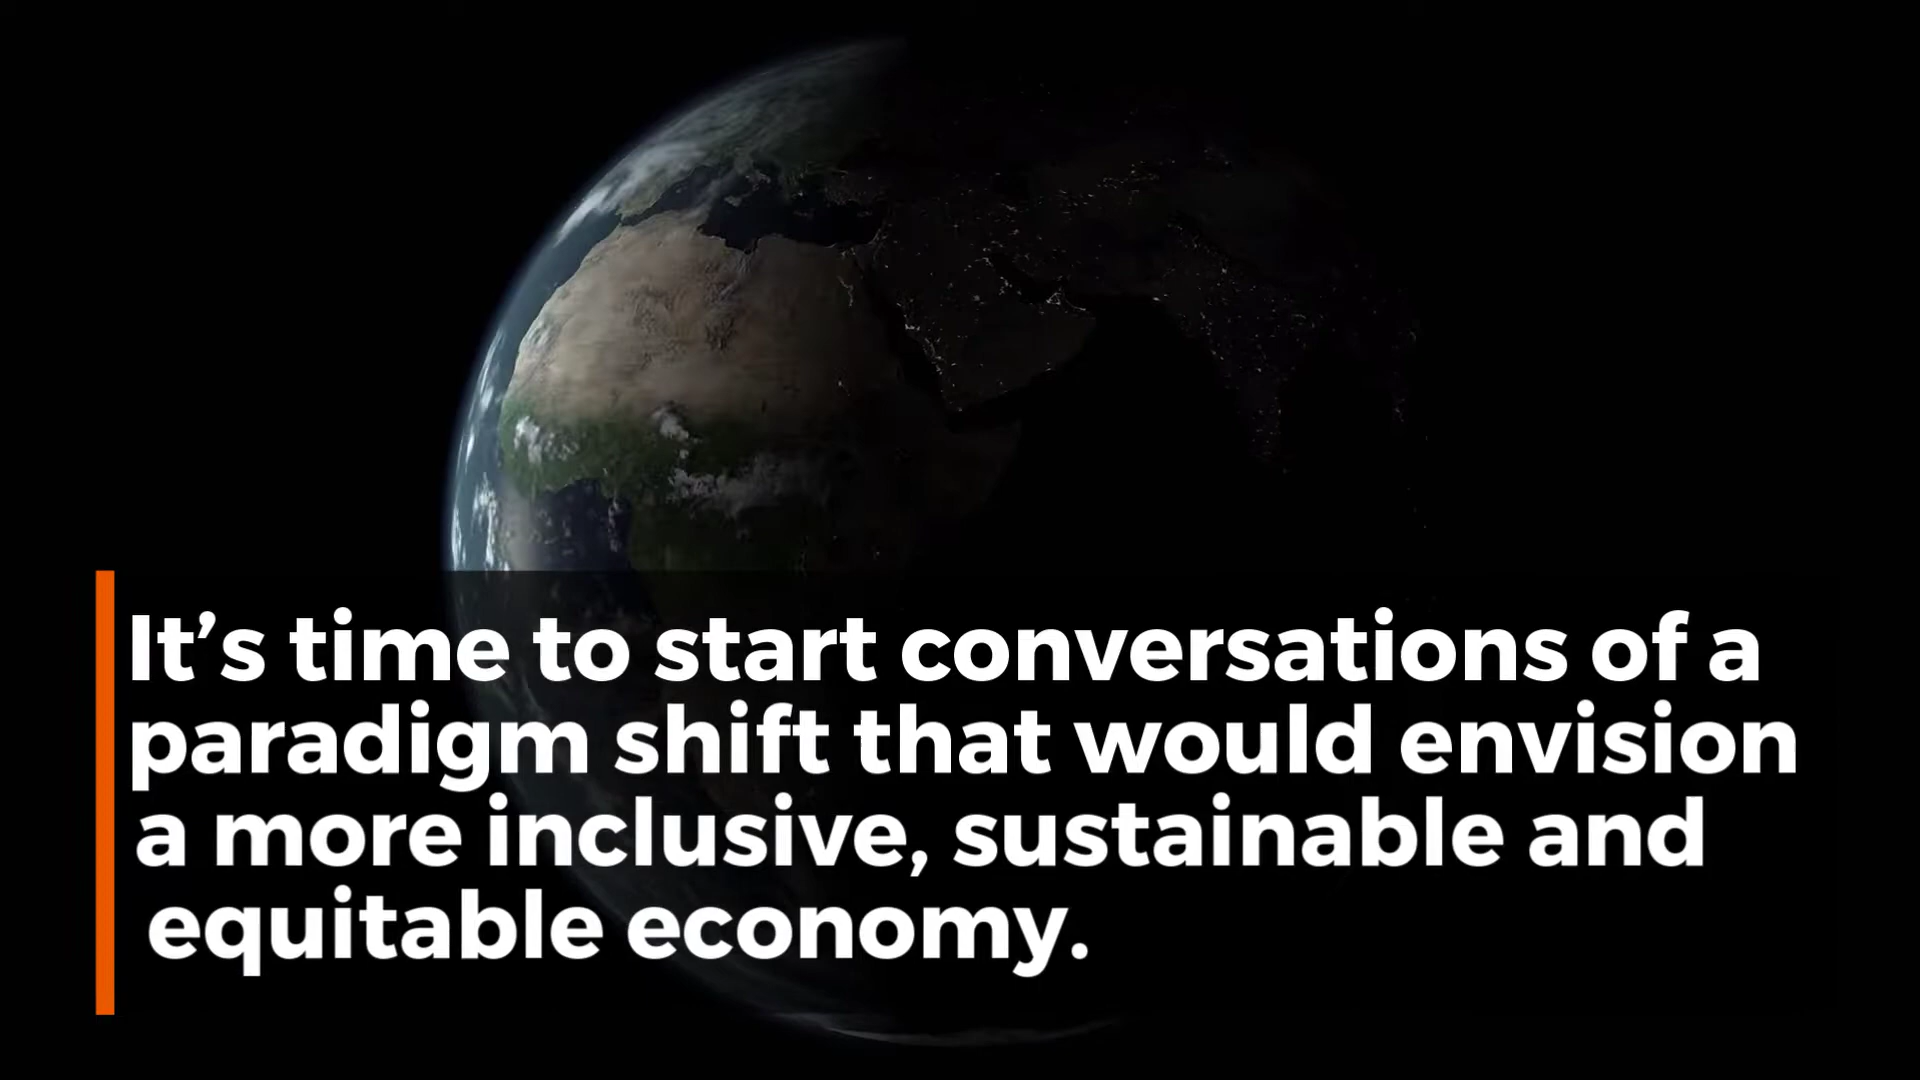 It’s time to start conversations of a
paradigm shift that would envision
a more inclusive, sustainable and
equitable economy.